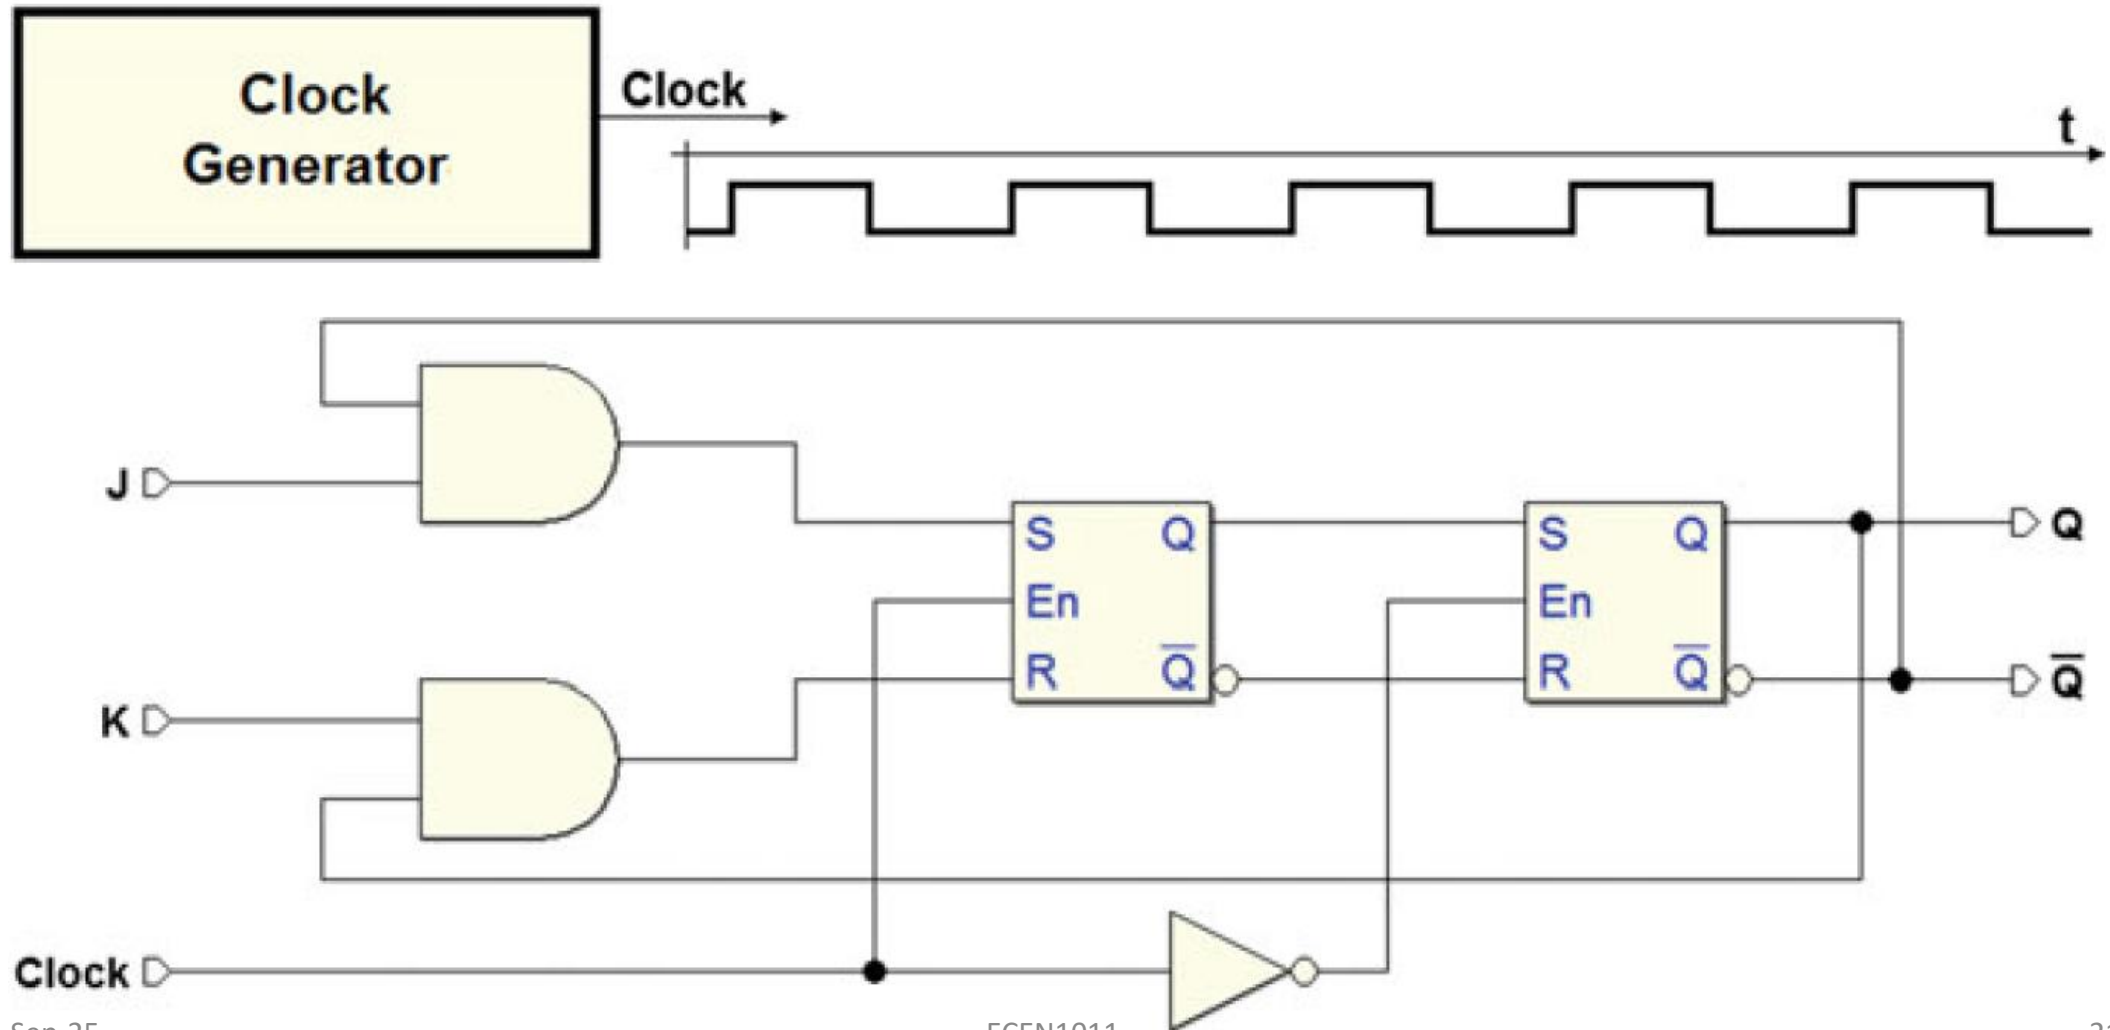 Clock
Generator
Clock
t
J
K
Clock
S Q
En
R Q̅
S Q
En
R Q̅
Q
Q̅